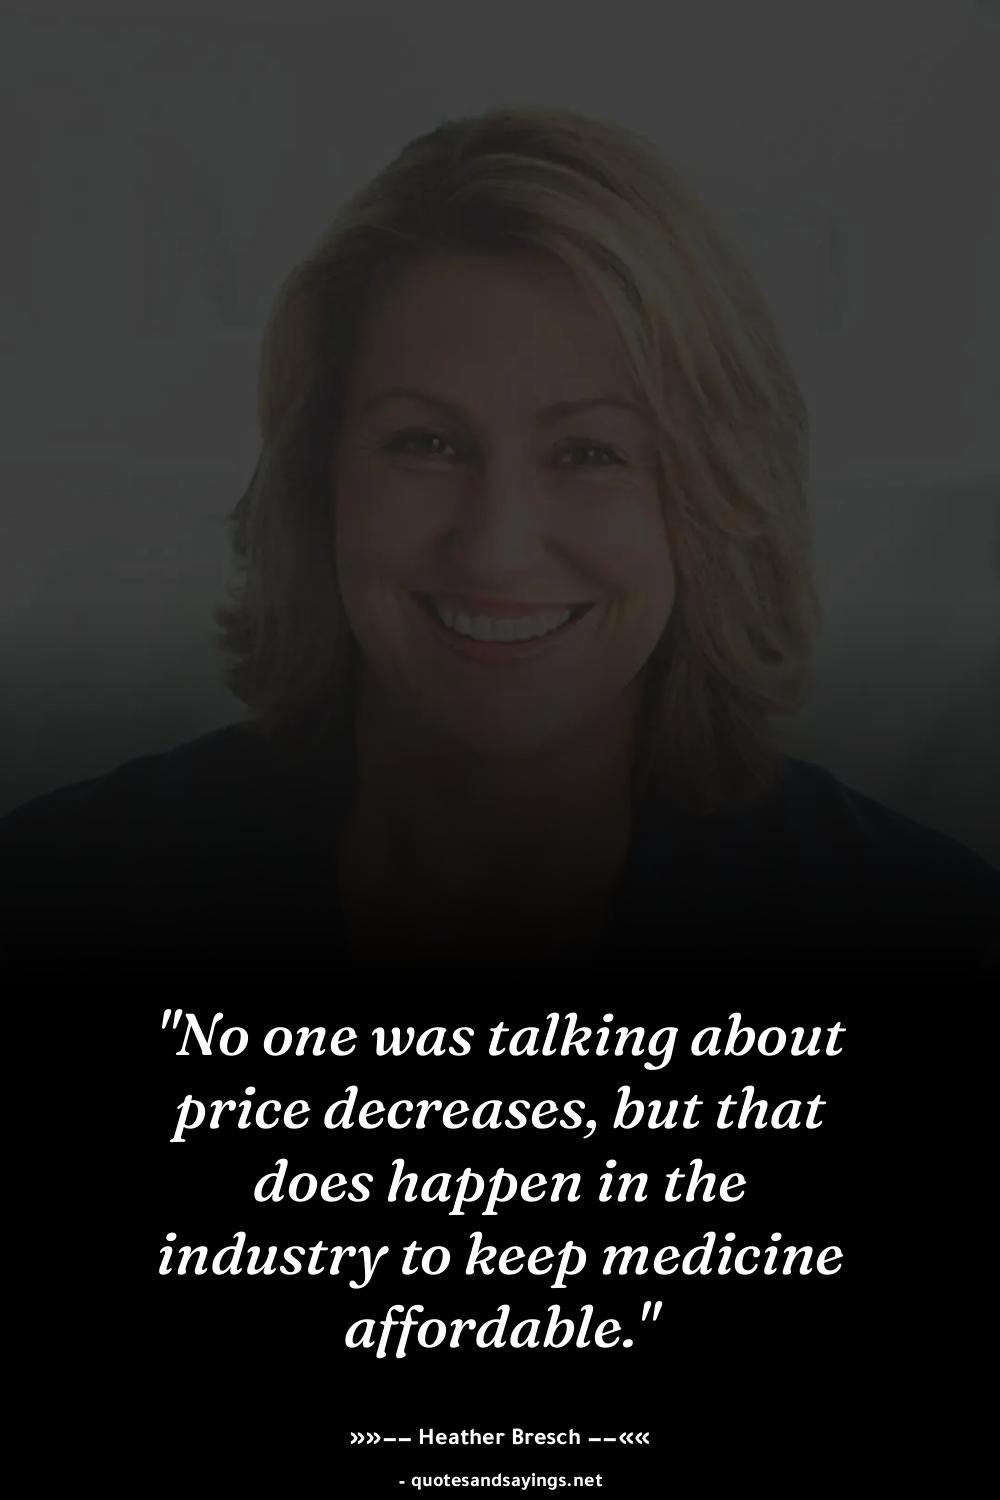 "No one was talking about
price decreases, but that
does happen in the
industry to keep medicine
affordable."
»»–– Heather Bresch ––««
- quotesandsayings.net